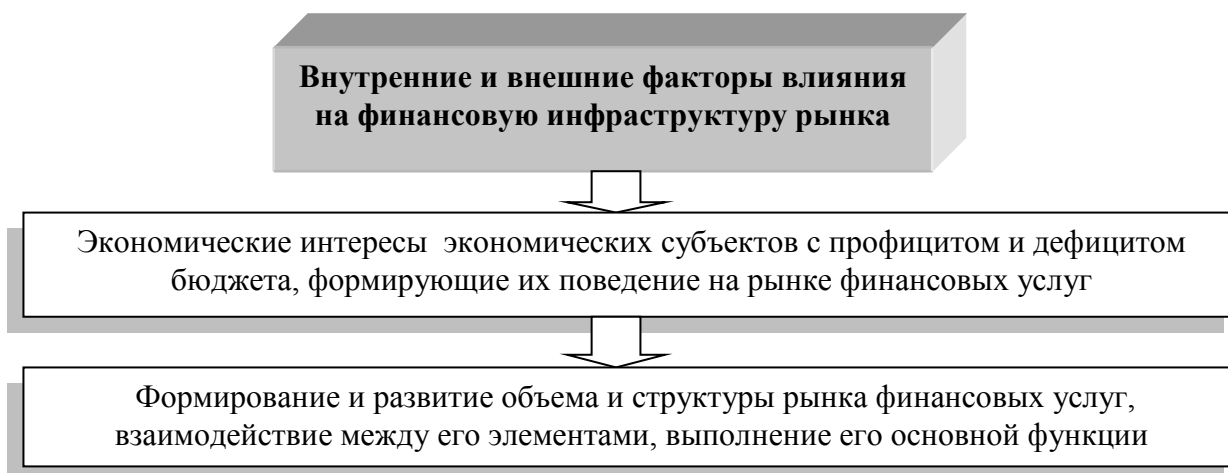 Внутренние и внешние факторы влияния
на финансовую инфраструктуру рынка
Экономические интересы экономических субъектов с профицитом и дефицитом
бюджета, формирующие их поведение на рынке финансовых услуг
Формирование и развитие объема и структуры рынка финансовых услуг,
взаимодействие между его элементами, выполнение его основной функции